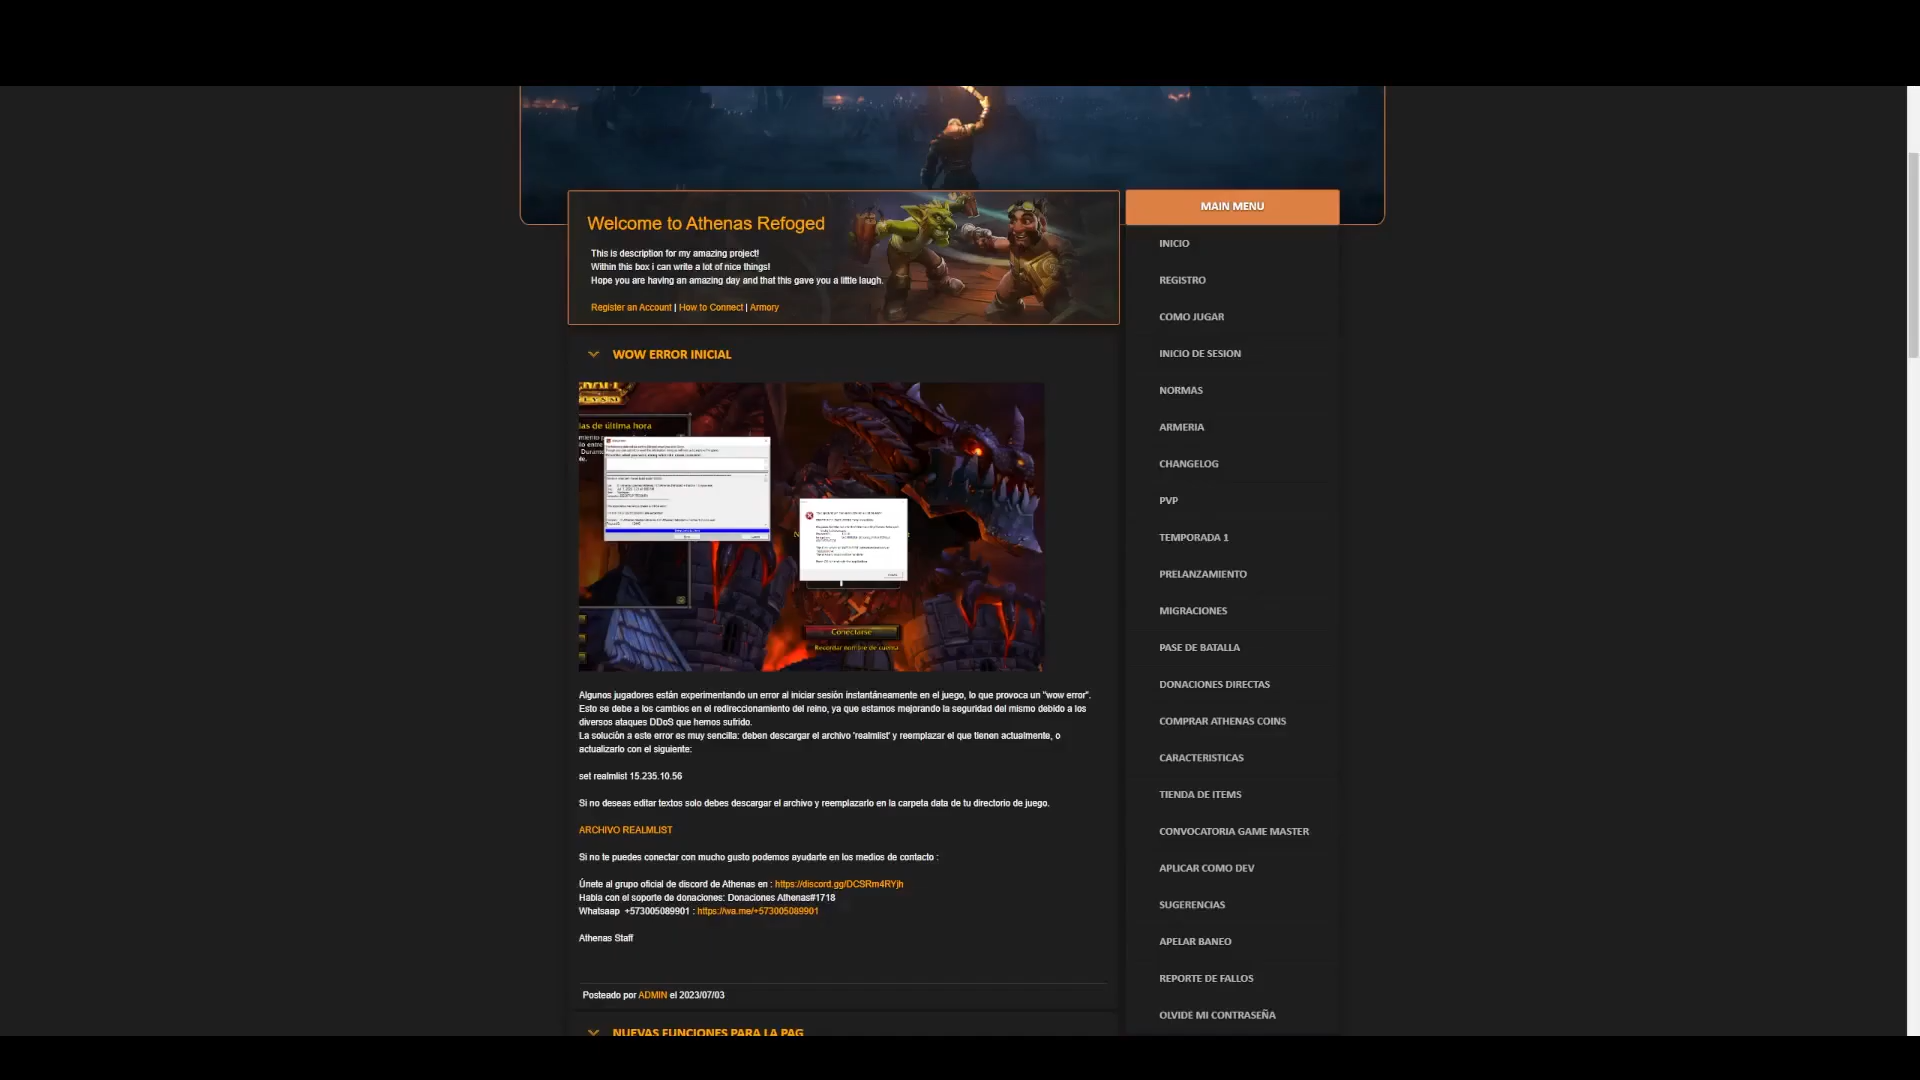 MAIN MENU
Welcome to Athenas Refoged
This is description for my amazing project!
Within this box i can write a lot of nice things!
Hope you are having an amazing day and that this gave you a little laugh.
Register an Account | How to Connect | Armory
WOW ERROR INICIAL
ias de última hora
Conectarse
Recordar nombre de cuenta
Algunos jugadores están experimentando un error al iniciar sesión instantáneamente en el juego, lo que provoca un "wow error".
Esto se debe a los cambios en el redireccionamiento del reino, ya que estamos mejorando la seguridad del mismo debido a los
diversos ataques DDoS que hemos sufrido.
La solución a este error es muy sencilla: deben descargar el archivo 'realmlist' y reemplazar el que tienen actualmente, o
actualizarlo con el siguiente:
set realmlist 15.235.10.56
Si no deseas editar textos solo debes descargar el archivo y reemplazarlo en la carpeta data de tu directorio de juego.
ARCHIVO REALMLIST
Si no te puedes conectar con mucho gusto podemos ayudarte en los medios de contacto :
Únete al grupo oficial de discord de Athenas en : https://discord.gg/DCSRm4RYjh
Habla con el soporte de donaciones: Donaciones Athenas#1718
Whatsaap +573005089901 : https://wa.me/+573005089901
Athenas Staff
Posteado por ADMIN el 2023/07/03
NUEVAS FUNCIONES PARA LA PAG
INICIO
REGISTRO
COMO JUGAR
INICIO DE SESION
NORMAS
ARMERIA
CHANGELOG
PVP
TEMPORADA 1
PRELANZAMIENTO
MIGRACIONES
PASE DE BATALLA
DONACIONES DIRECTAS
COMPRAR ATHENAS COINS
CARACTERISTICAS
TIENDA DE ITEMS
CONVOCATORIA GAME MASTER
APLICAR COMO DEV
SUGERENCIAS
APELAR BANEO
REPORTE DE FALLOS
OLVIDE MI CONTRASEÑA